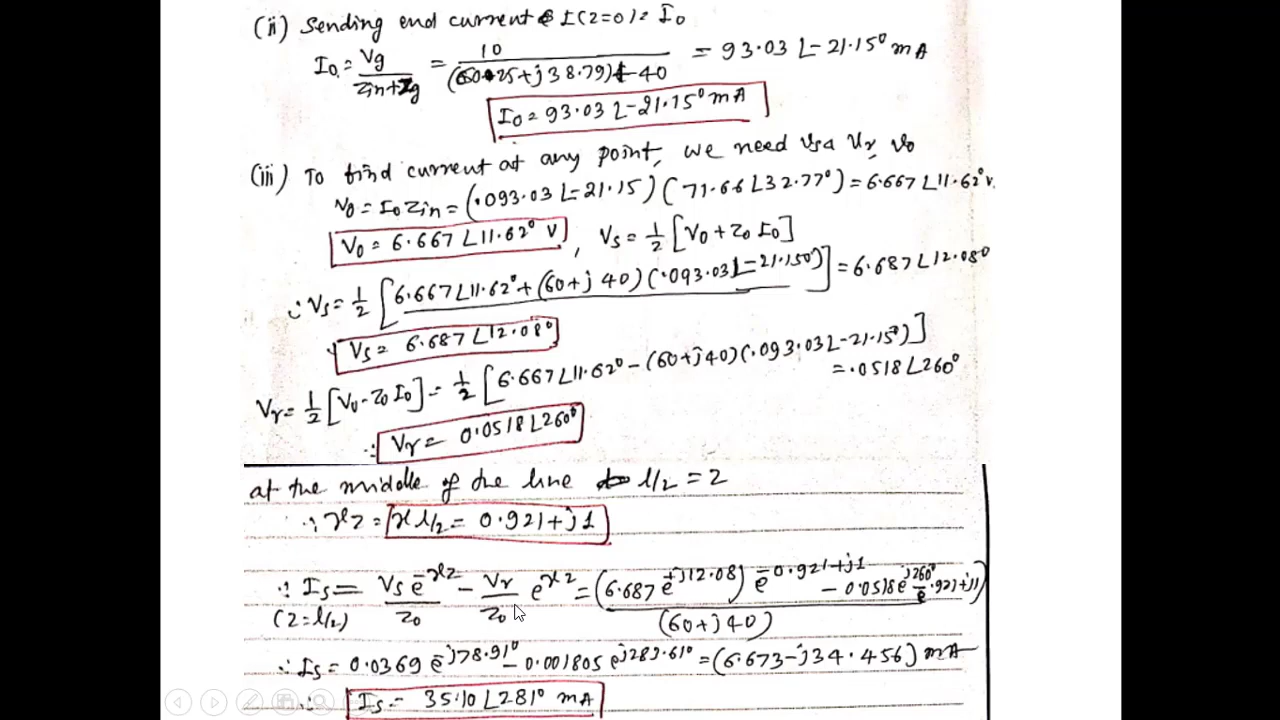 (ii) Sending end current I(z=0) = I₀
I₀ = Vg / (Zin+Zg) = 10 / ((60.25+j38.79)+40) = 93.03 ∠-21.15° mA
I₀ = 93.03 ∠-21.15° mA
(iii) To find current at any point, we need Vs & Vr, V₀
V₀ = I₀ Zin = (.093.03 ∠-21.15) (71.66 ∠32.77°) = 6.667 ∠11.62° V.
V₀ = 6.667 ∠11.62° V, Vs = 1/2 [V₀ + Z₀ I₀]
∴ Vs = 1/2 [6.667 ∠11.62° + (60+j40)(.093.03 ∠-21.150)] = 6.687 ∠12.08°
Vs = 6.687 ∠12.08°
Vr = 1/2 [V₀ - Z₀ I₀] = 1/2 [6.667 ∠11.62° - (60+j40)(.093.03 ∠-21.15°)]
= .0518 ∠260°
∴ Vr = 0.0518 ∠260°
at the middle of the line l/2 = z
∴ γz = γl/2 = 0.921 + j1
∴ Is = Vs e^-γz / Z₀ - Vr / Z₀ e^γz = (6.687 e^+j12.08) e^-0.921+j1 - 0.0518 e^j260° e^.921+j1) / (60+j40)
(z = l/2)
∴ Is = 0.0369 e^-j78.91° - 0.001805 e^j283.61° = (6.673 - j34.456) mA
∴ Is = 35.10 ∠281° mA